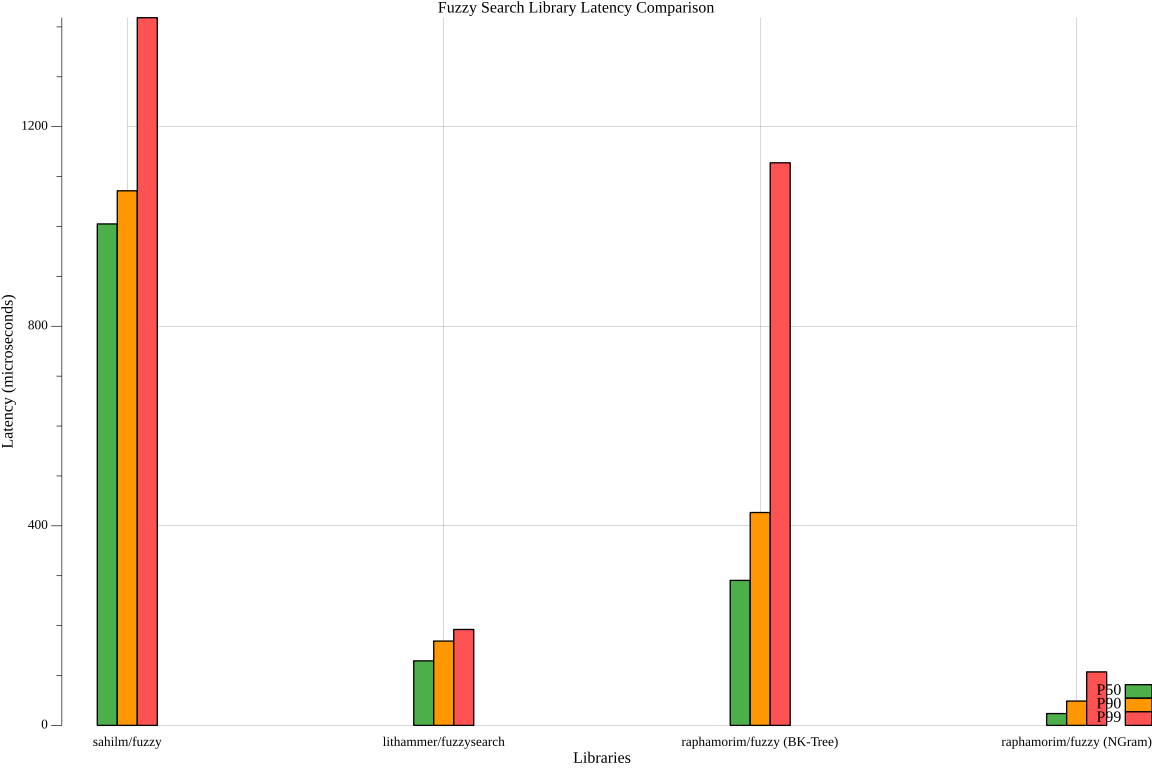 Fuzzy Search Library Latency Comparison
1200
800
400
0
Latency (microseconds)
sahilm/fuzzy
lithammer/fuzzysearch
raphamorim/fuzzy (BK-Tree)
raphamorim/fuzzy (NGram)
Libraries
P50
P90
P99